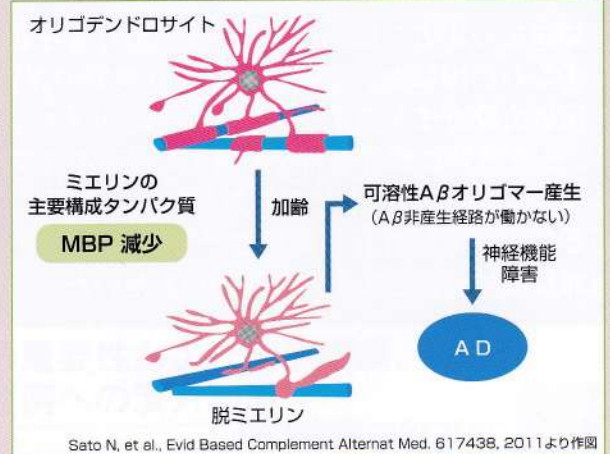 オリゴデンドロサイト
ミエリンの
主要構成タンパク質
MBP 減少
加齢
可溶性Aβオリゴマー産生
（Aβ非産生経路が働かない）
神経機能
障害
AD
脱ミエリン
Sato N, et al., Evid Based Complement Alternat Med. 617438, 2011より作図